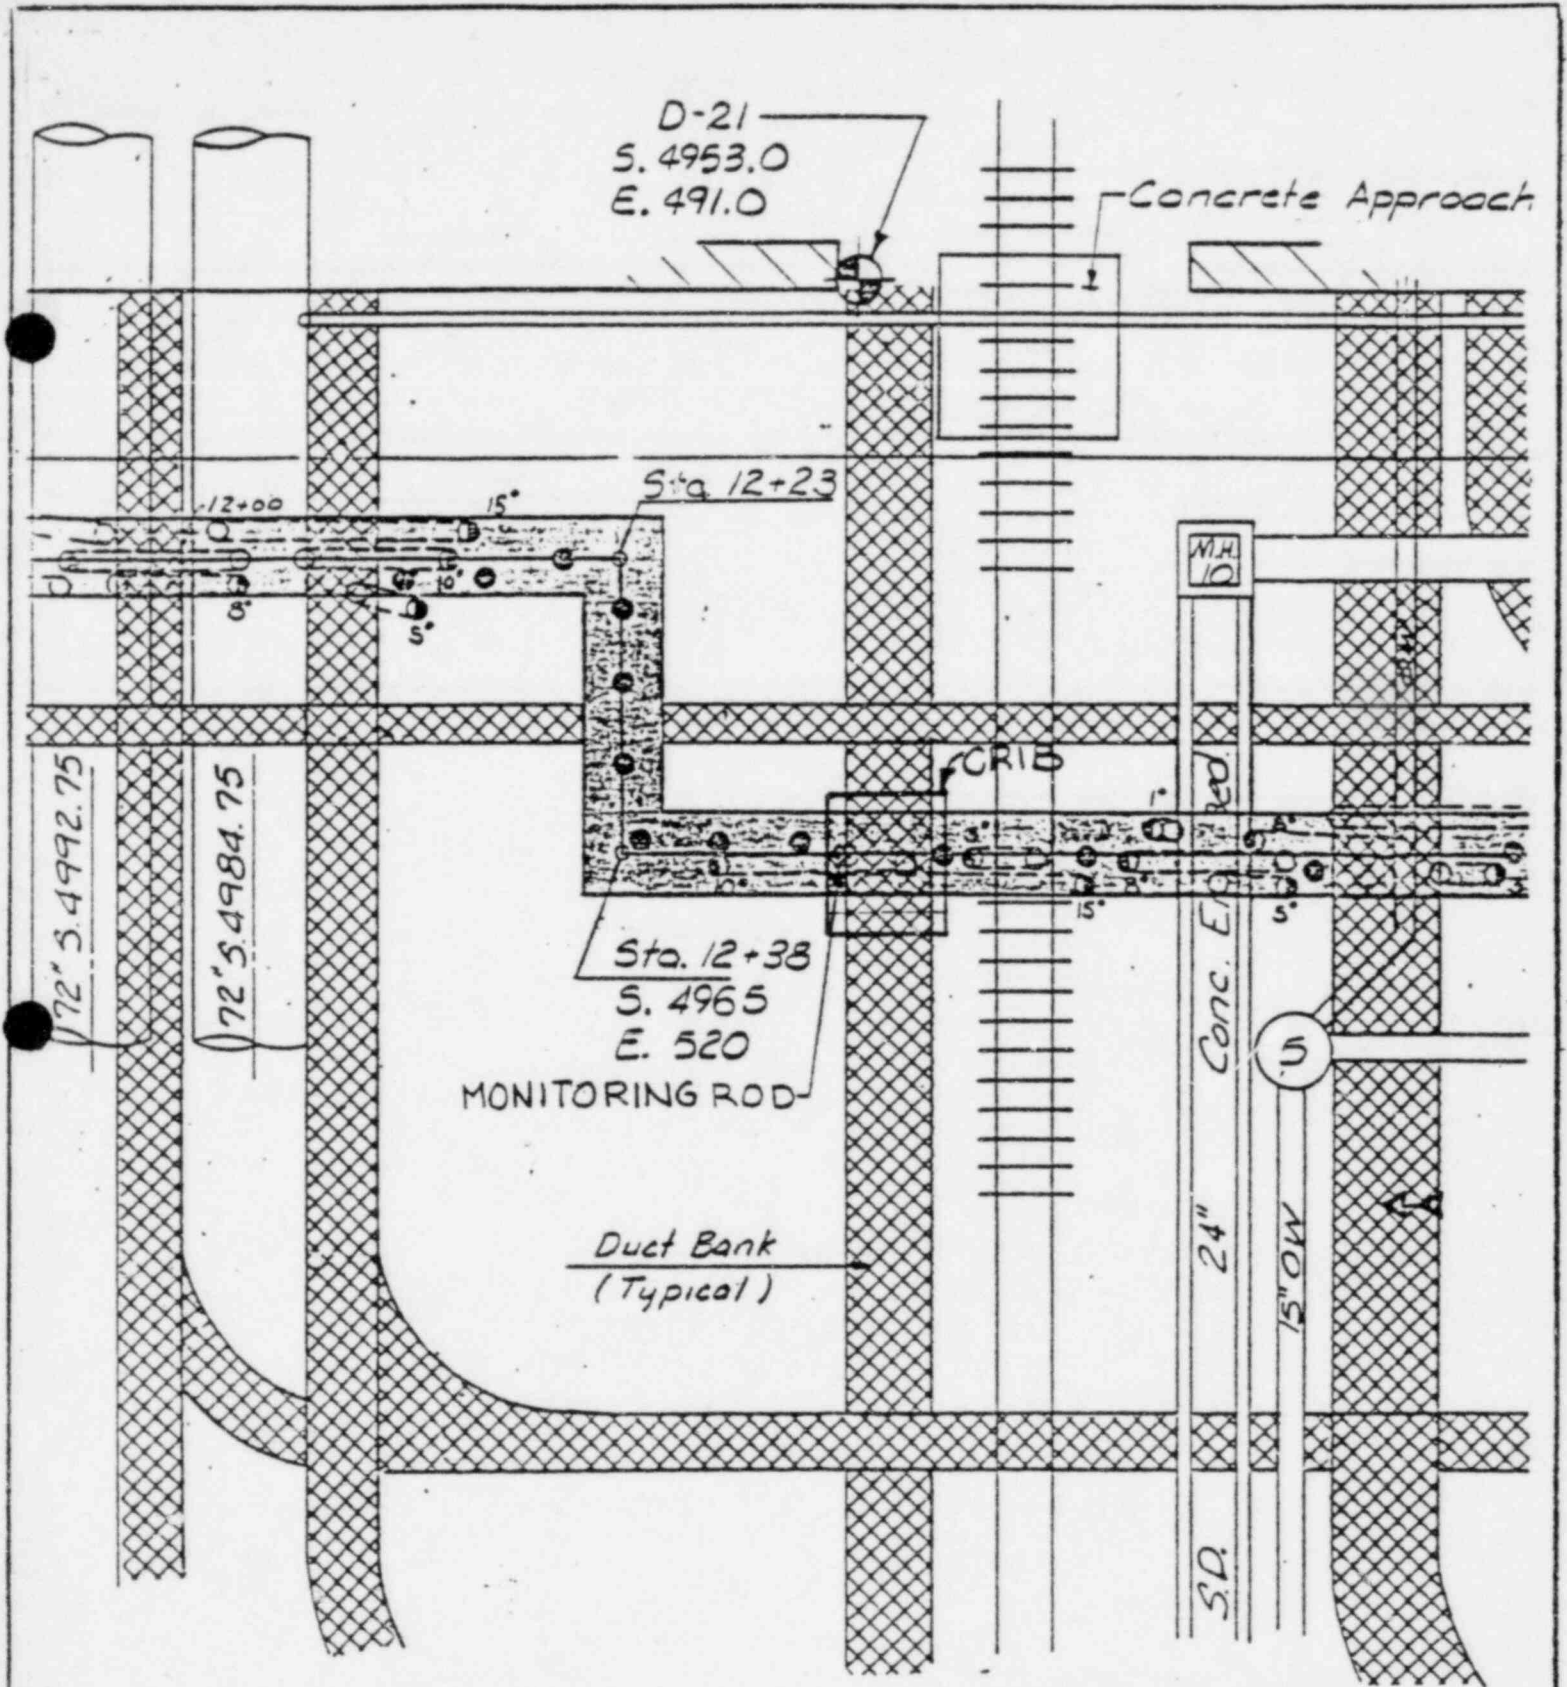 D-21
S. 4953.0
E. 491.0
Concrete Approach
Sta 12+23
12+00
15°
M.H.
10
10°
8°
5°
CRIB
72" S.4992.75
72" S.4984.75
1°
15°
5°
Sta. 12+38
S. 4965
E. 520
MONITORING ROD
5
Duct Bank
(Typical)
S.D. 24" Conc.
15" OW